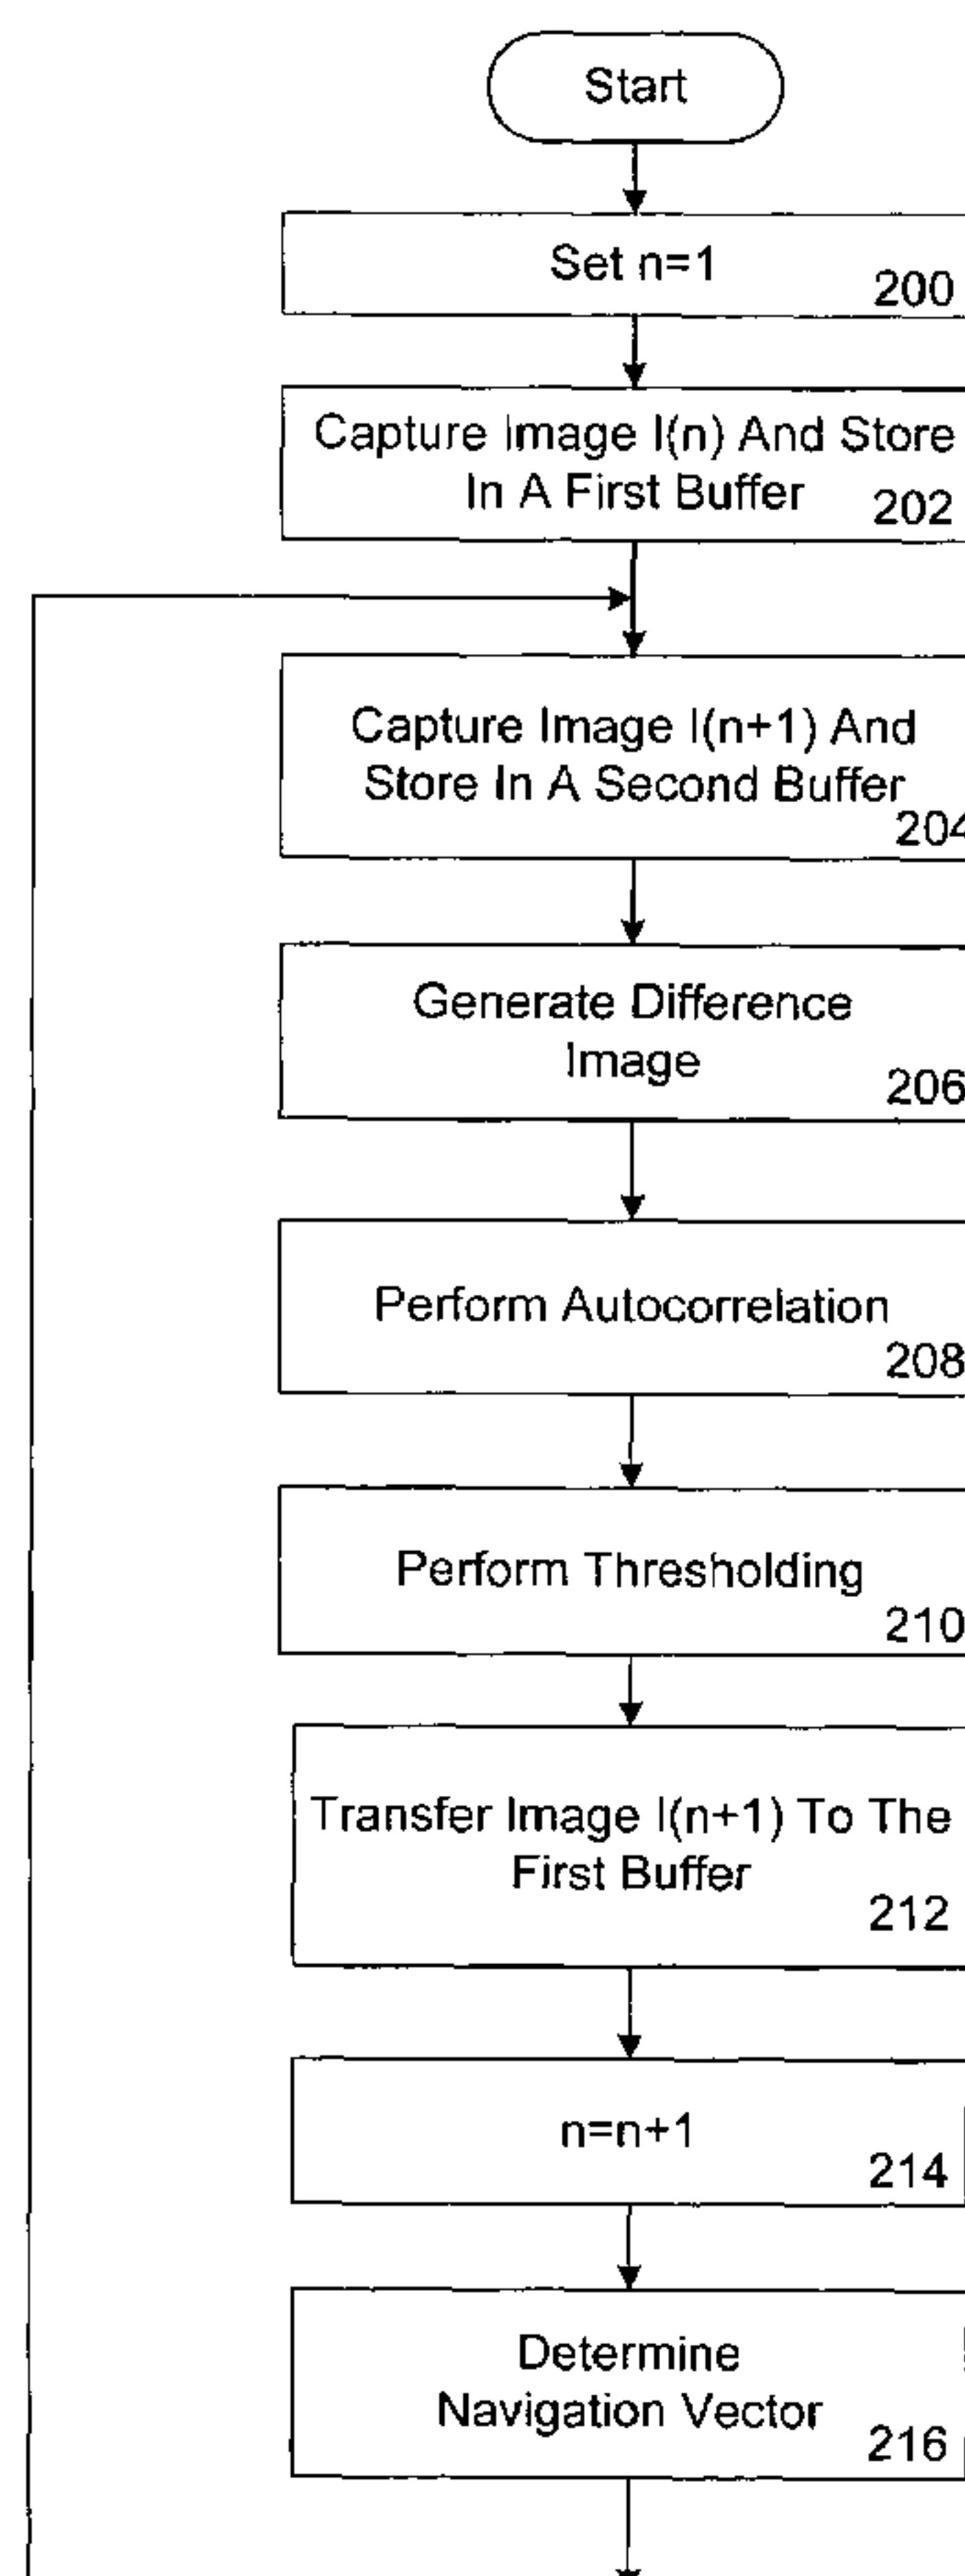 Start
Set n=1
200
Capture Image I(n) And Store
In A First Buffer
202
Capture Image I(n+1) And
Store In A Second Buffer
204
Generate Difference
Image
206
Perform Autocorrelation
208
Perform Thresholding
210
Transfer Image I(n+1) To The
First Buffer
212
n=n+1
214
Determine
Navigation Vector
216